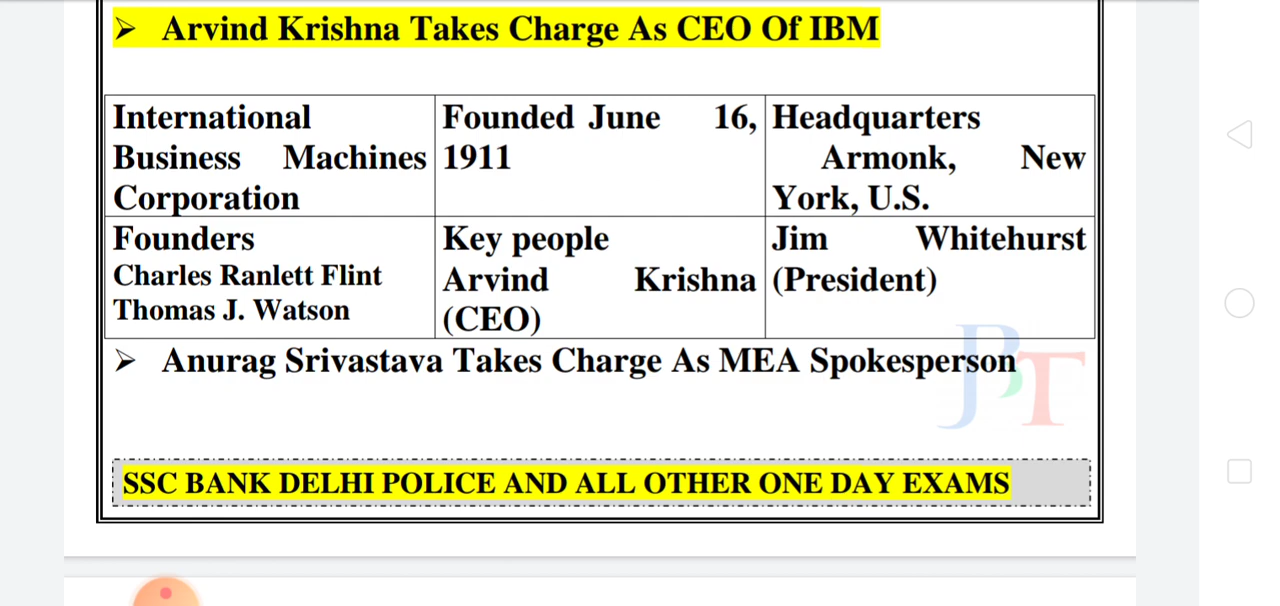 ➢ Arvind Krishna Takes Charge As CEO Of IBM
International
Business Machines
Corporation
Founded June 16,
1911
Headquarters
Armonk, New
York, U.S.
Founders
Charles Ranlett Flint
Thomas J. Watson
Key people
Arvind Krishna
(CEO)
Jim Whitehurst
(President)
➢ Anurag Srivastava Takes Charge As MEA Spokesperson
JPT
SSC BANK DELHI POLICE AND ALL OTHER ONE DAY EXAMS